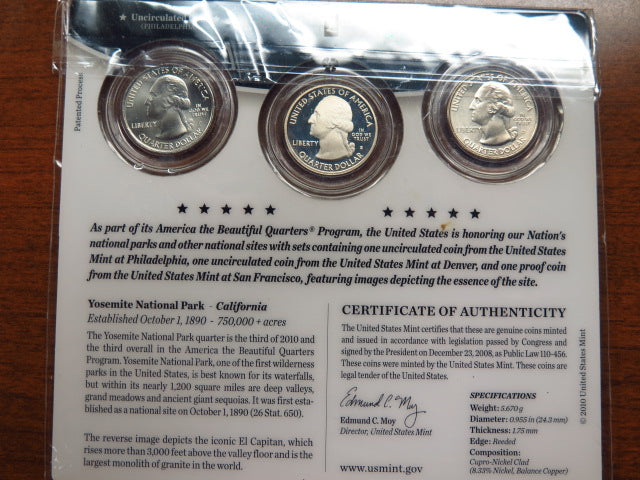 ★ Uncirculated
(PHILADELPHIA
UNITED STATES OF AMERICA
LIBERTY
IN
GOD WE
TRUST
QUARTER DOLLAR
UNITED STATES OF AMERICA
LIBERTY
IN
GOD WE
TRUST
S
QUARTER DOLLAR
UNITED STATES OF AMERICA
LIBERTY
IN
GOD WE
TRUST
QUARTER DOLLAR
Patented Process
★ ★ ★ ★ ★ ★ ★ ★ ★ ★
As part of its America the Beautiful Quarters® Program, the United States is honoring our Nation's
national parks and other national sites with sets containing one uncirculated coin from the United States
Mint at Philadelphia, one uncirculated coin from the United States Mint at Denver, and one proof coin
from the United States Mint at San Francisco, featuring images depicting the essence of the site.
Yosemite National Park - California
Established October 1, 1890 - 750,000 + acres
The Yosemite National Park quarter is the third of 2010 and
the third overall in the America the Beautiful Quarters
Program. Yosemite National Park, one of the first wilderness
parks in the United States, is best known for its waterfalls,
but within its nearly 1,200 square miles are deep valleys,
grand meadows and ancient giant sequoias. It was first estab-
lished as a national site on October 1, 1890 (26 Stat. 650).
The reverse image depicts the iconic El Capitan, which
rises more than 3,000 feet above the valley floor and is the
largest monolith of granite in the world.
CERTIFICATE OF AUTHENTICITY
The United States Mint certifies that these are genuine coins minted
and issued in accordance with legislation passed by Congress and
signed by the President on December 23, 2008, as Public Law 110-456.
These coins were minted by the United States Mint. These coins are
legal tender of the United States.
Edmund C. Moy
Edmund C. Moy
Director, United States Mint
www.usmint.gov
SPECIFICATIONS
Weight: 5.670 g
Diameter: 0.955 in (24.3 mm)
Thickness: 1.75 mm
Edge: Reeded
Composition:
Cupro-Nickel Clad
(8.33% Nickel, Balance Copper)
© 2010 United States Mint